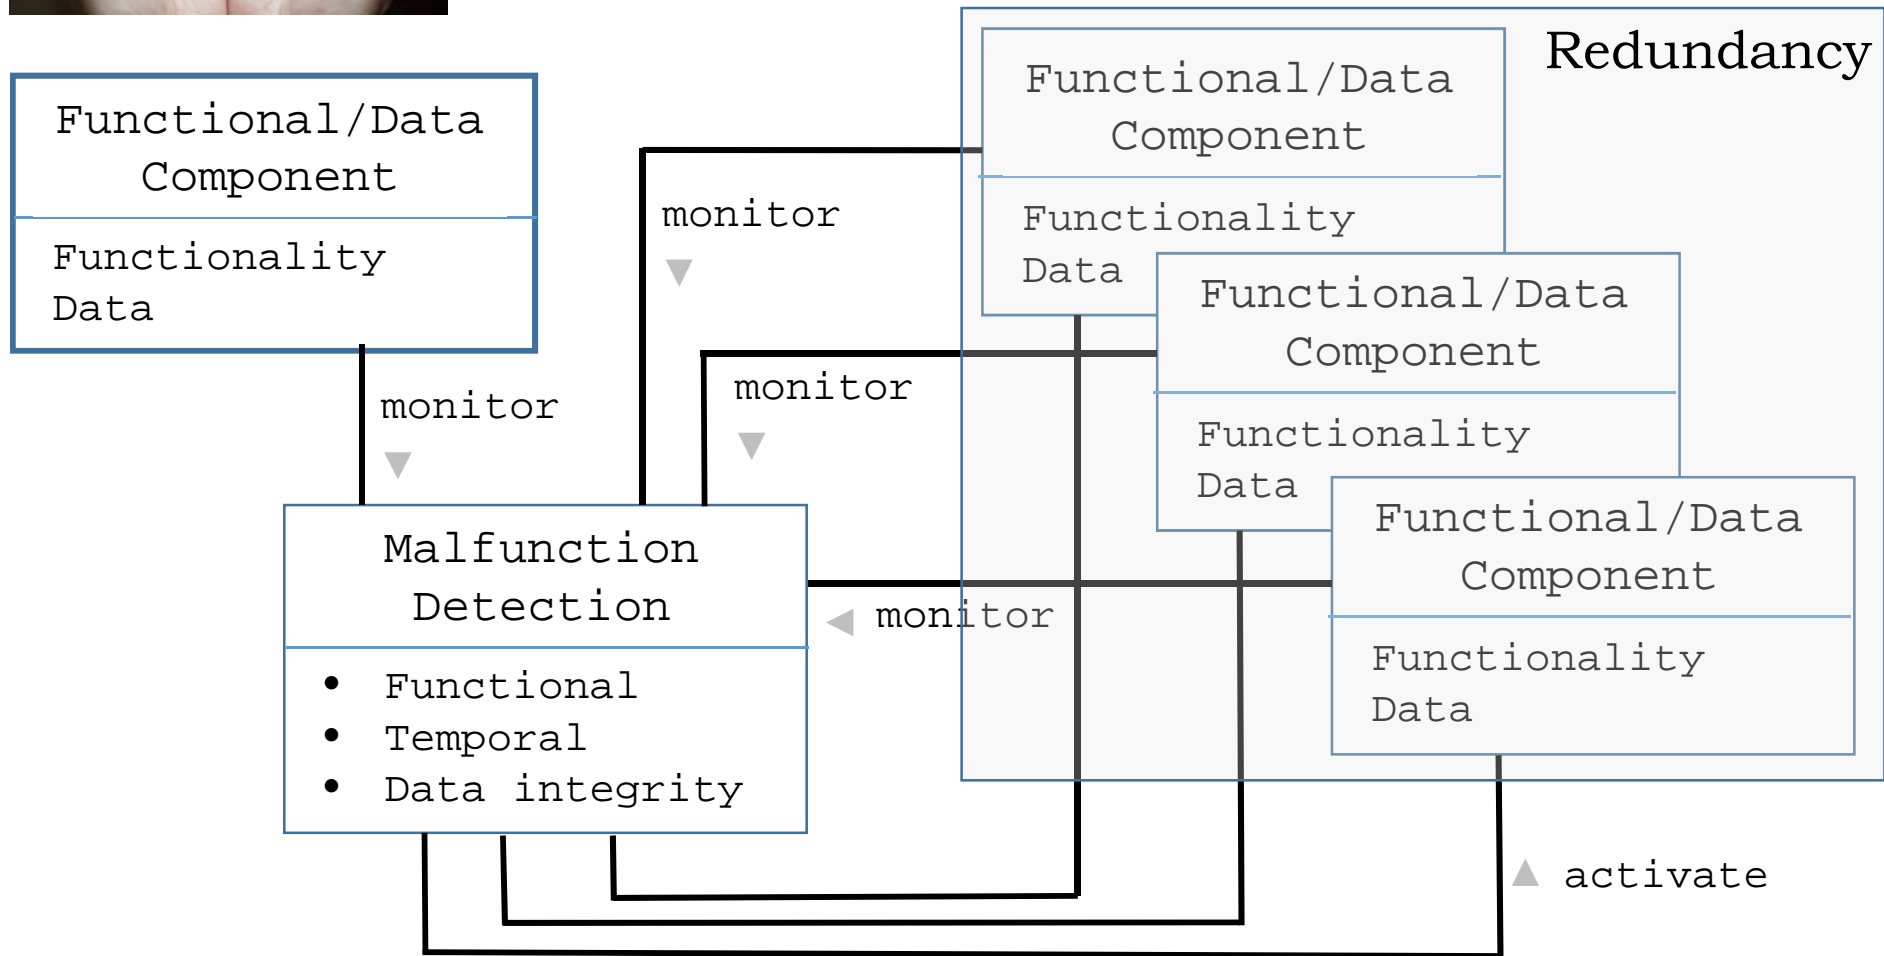 Redundancy
Functional/Data
Component
Functionality
Data
Functional/Data
Component
Functionality
Data
monitor
Functional/Data
Component
Functionality
Data
monitor
monitor
Functional/Data
Component
Functionality
Data
Malfunction
Detection
• Functional
• Temporal
• Data integrity
monitor
activate